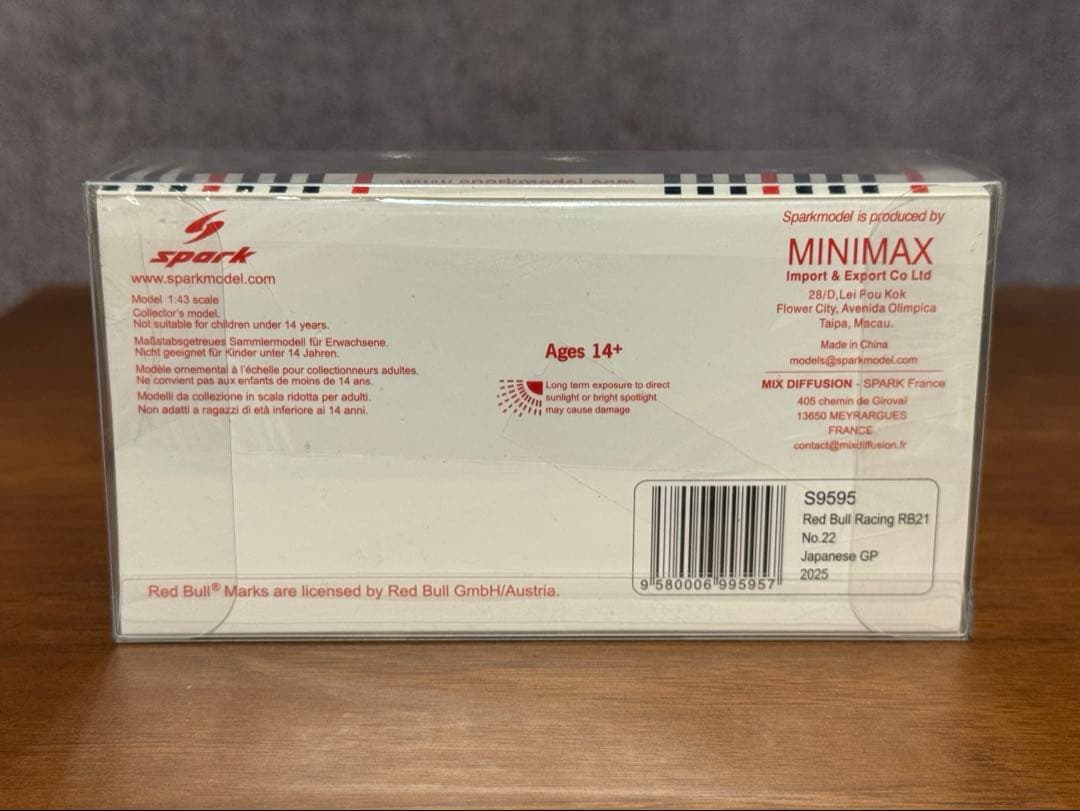 www.sparkmodel.com
spark
www.sparkmodel.com
Model 1:43 scale
Collector's model.
Not suitable for children under 14 years.
Maßstabsgetreues Sammlermodell für Erwachsene.
Nicht geeignet für Kinder unter 14 Jahren.
Modèle ornemental à l'échelle pour collectionneurs adultes.
Ne convient pas aux enfants de moins de 14 ans.
Modelli da collezione in scala ridotta per adulti.
Non adatti a ragazzi di età inferiore ai 14 anni.
Ages 14+
Long term exposure to direct
sunlight or bright spotlight
may cause damage
Sparkmodel is produced by
MINIMAX
Import & Export Co Ltd
28/D,Lei Pou Kok
Flower City, Avenida Olimpica
Taipa, Macau.
Made in China
models@sparkmodel.com
MIX DIFFUSION - SPARK France
405 chemin de Giroval
13650 MEYRARGUES
FRANCE
contact@mixdiffusion.fr
S9595
Red Bull Racing RB21
No.22
Japanese GP
2025
9 580006 995957
Red Bull® Marks are licensed by Red Bull GmbH/Austria.